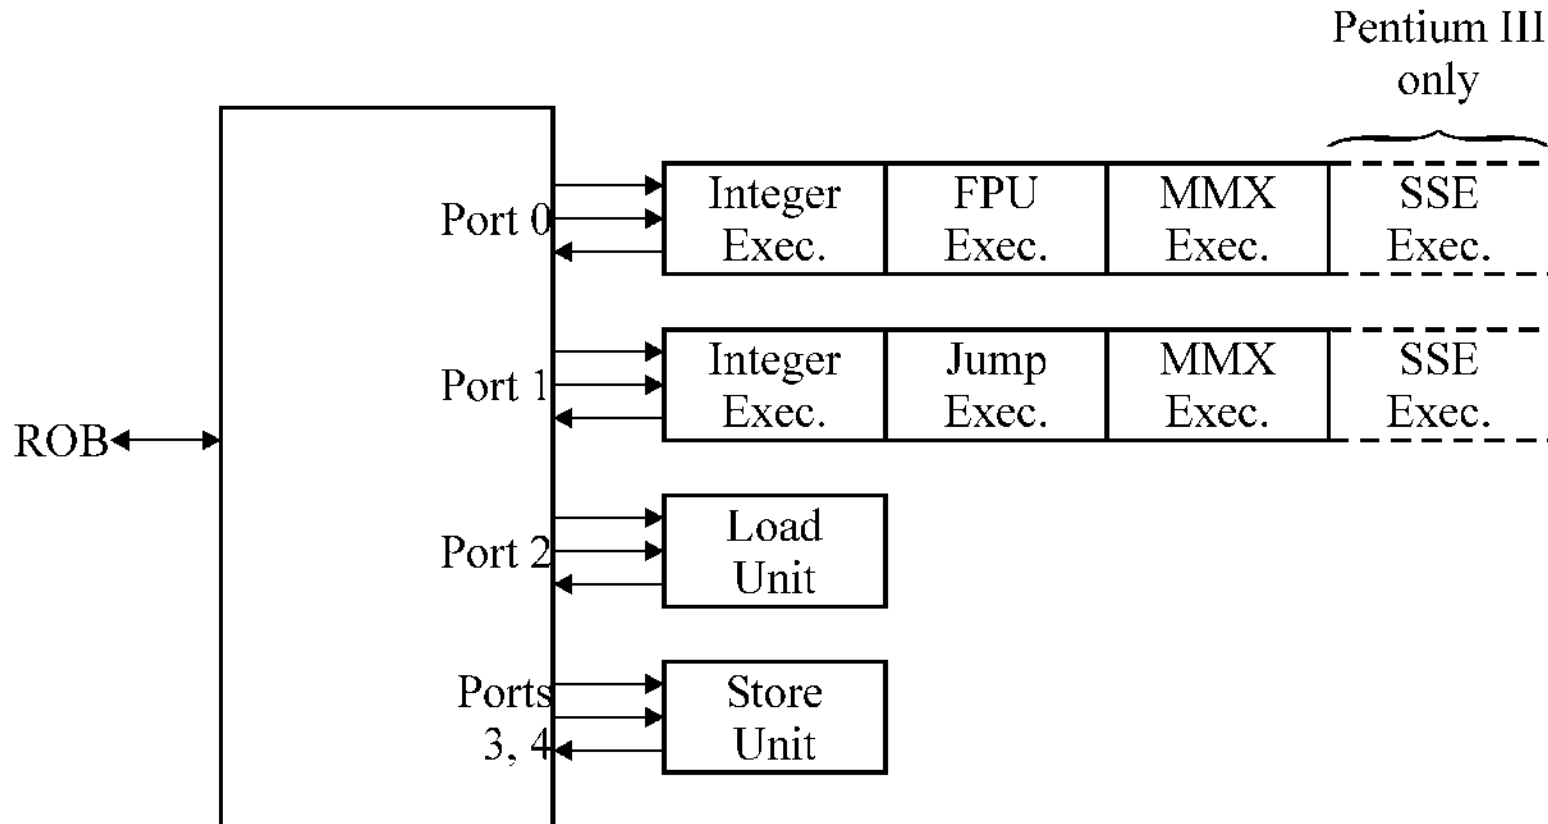 Pentium III
only
Port 0
Integer
Exec.
FPU
Exec.
MMX
Exec.
SSE
Exec.
Port 1
Integer
Exec.
Jump
Exec.
MMX
Exec.
SSE
Exec.
ROB
Port 2
Load
Unit
Ports
3, 4
Store
Unit